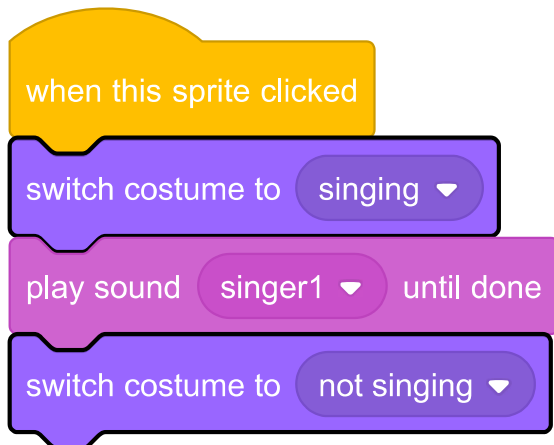 when this sprite clicked
switch costume to singing
play sound singer1 until done
switch costume to not singing